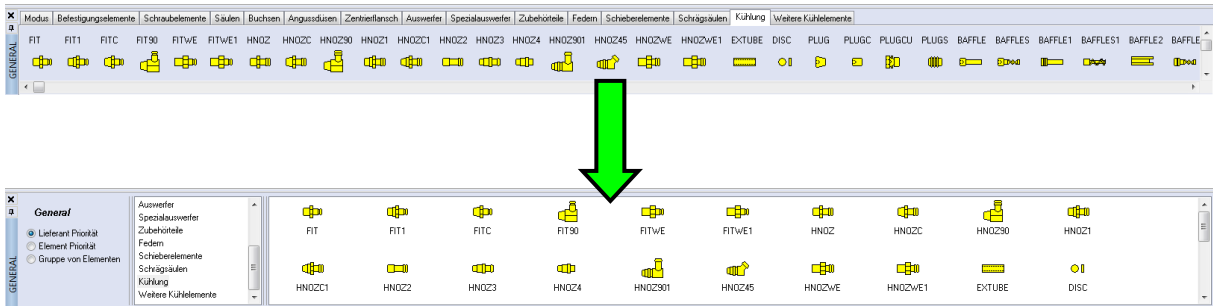 Modus Befestigungselemente Schraubelemente Säulen Buchsen Angussdüsen Zentrierflansch Auswerfer Spezialauswerfer Zubehörteile Federn Schieberelemente Schrägsäulen Kühlung Weitere Kühlelemente
FIT FIT1 FITC FIT90 FITWE FITWE1 HNOZ HNOZC HNOZ90 HNOZ1 HNOZC1 HNOZ2 HNOZ3 HNOZ4 HNOZ901 HNOZ45 HNOZWE HNOZWE1 EXTUBE DISC PLUG PLUGC PLUGCU PLUGS BAFFLE BAFFLES BAFFLE1 BAFFLES1 BAFFLE2 BAFFLE
GENERAL
General
Lieferant Priorität
Element Priorität
Gruppe von Elementen
GENERAL
Auswerfer
Spezialauswerfer
Zubehörteile
Federn
Schieberelemente
Schrägsäulen
Kühlung
Weitere Kühlelemente
FIT FIT1 FITC FIT90 FITWE FITWE1 HNOZ HNOZC HNOZ90 HNOZ1
HNOZC1 HNOZ2 HNOZ3 HNOZ4 HNOZ901 HNOZ45 HNOZWE HNOZWE1 EXTUBE DISC